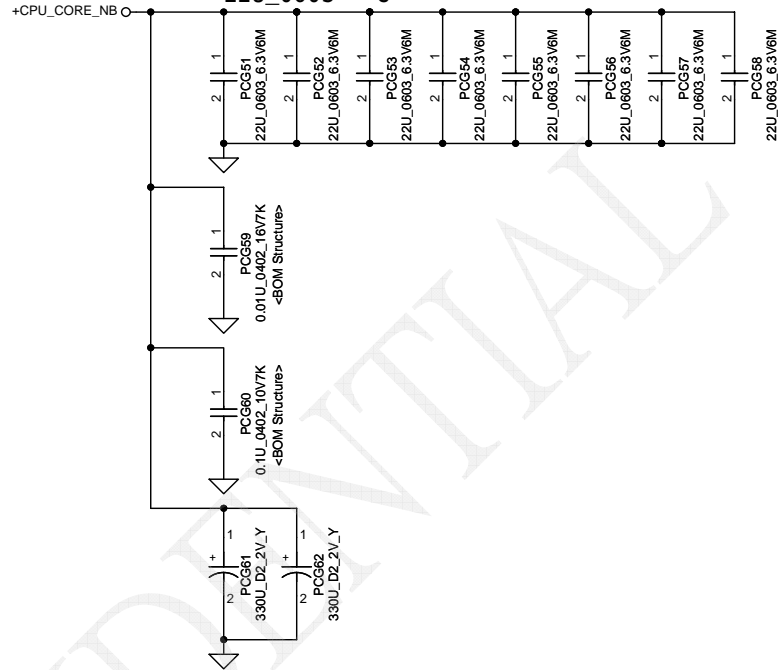 +CPU_CORE_NB
1
2
PCG51
22U_0603_6.3V6M
1
2
PCG52
22U_0603_6.3V6M
1
2
PCG53
22U_0603_6.3V6M
1
2
PCG54
22U_0603_6.3V6M
1
2
PCG55
22U_0603_6.3V6M
1
2
PCG56
22U_0603_6.3V6M
1
2
PCG57
22U_0603_6.3V6M
1
2
PCG58
22U_0603_6.3V6M
1
2
PCG59
0.01U_0402_16V7K
<BOM Structure>
1
2
PCG60
0.1U_0402_10V7K
<BOM Structure>
1
+
2
PCG61
330U_D2_2V_Y
1
+
2
PCG62
330U_D2_2V_Y
DENTIAL